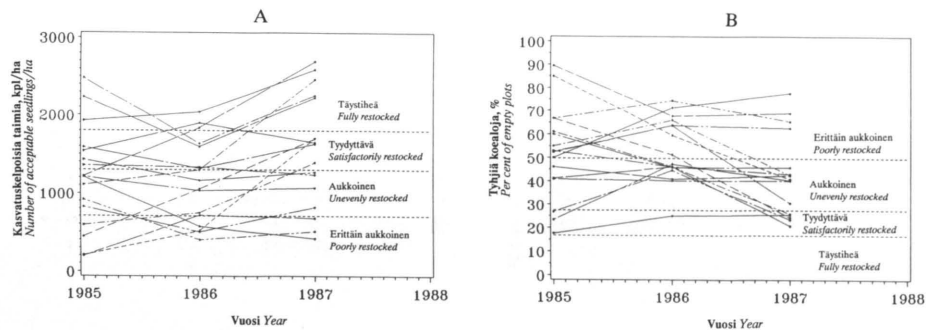 A
Kasvatuskelpoisia taimia, kpl/ha
Number of acceptable seedlings/ha
3000
2000
1000
0
Täystiheä
Fully restocked
Tyydyttävä
Satisfactorily restocked
Aukkoinen
Unevenly restocked
Erittäin aukkoinen
Poorly restocked
1985
1986
1987
1988
Vuosi Year
B
Tyhjiä koealoja, %
Per cent of empty plots
100
90
80
70
60
50
40
30
20
10
0
Erittäin aukkoinen
Poorly restocked
Aukkoinen
Unevenly restocked
Tyydyttävä
Satisfactorily restocked
Täystiheä
Fully restocked
1985
1986
1987
1988
Vuosi Year